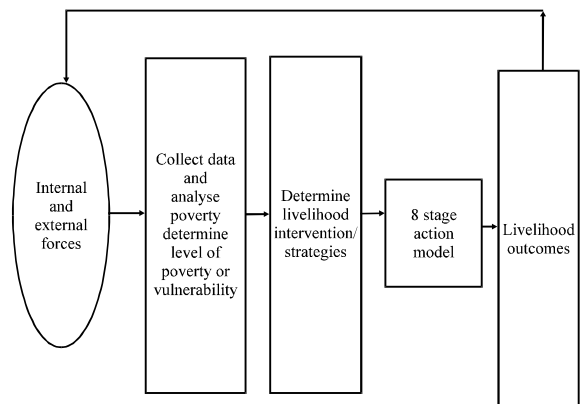 Internal
and
external
forces
Collect data
and
analyse
poverty
determine
level of
poverty or
vulnerability
Determine
livelihood
intervention/
strategies
8 stage
action
model
Livelihood
outcomes